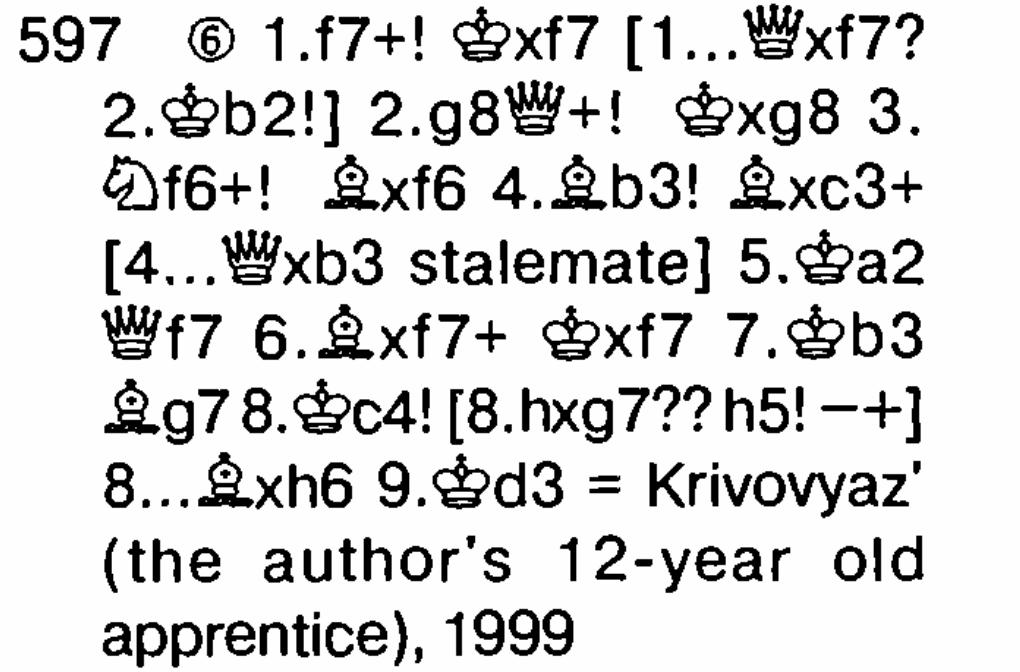 597 ⑥ 1.f7+! ♔xf7 [1...♕xf7?
2.♔b2!] 2.g8♕+! ♔xg8 3.
♘f6+! ♗xf6 4.♗b3! ♗xc3+
[4...♕xb3 stalemate] 5.♔a2
♕f7 6.♗xf7+ ♔xf7 7.♔b3
♗g7 8.♔c4! [8.hxg7?? h5! −+]
8...♗xh6 9.♔d3 = Krivovyaz'
(the author's 12-year old
apprentice), 1999